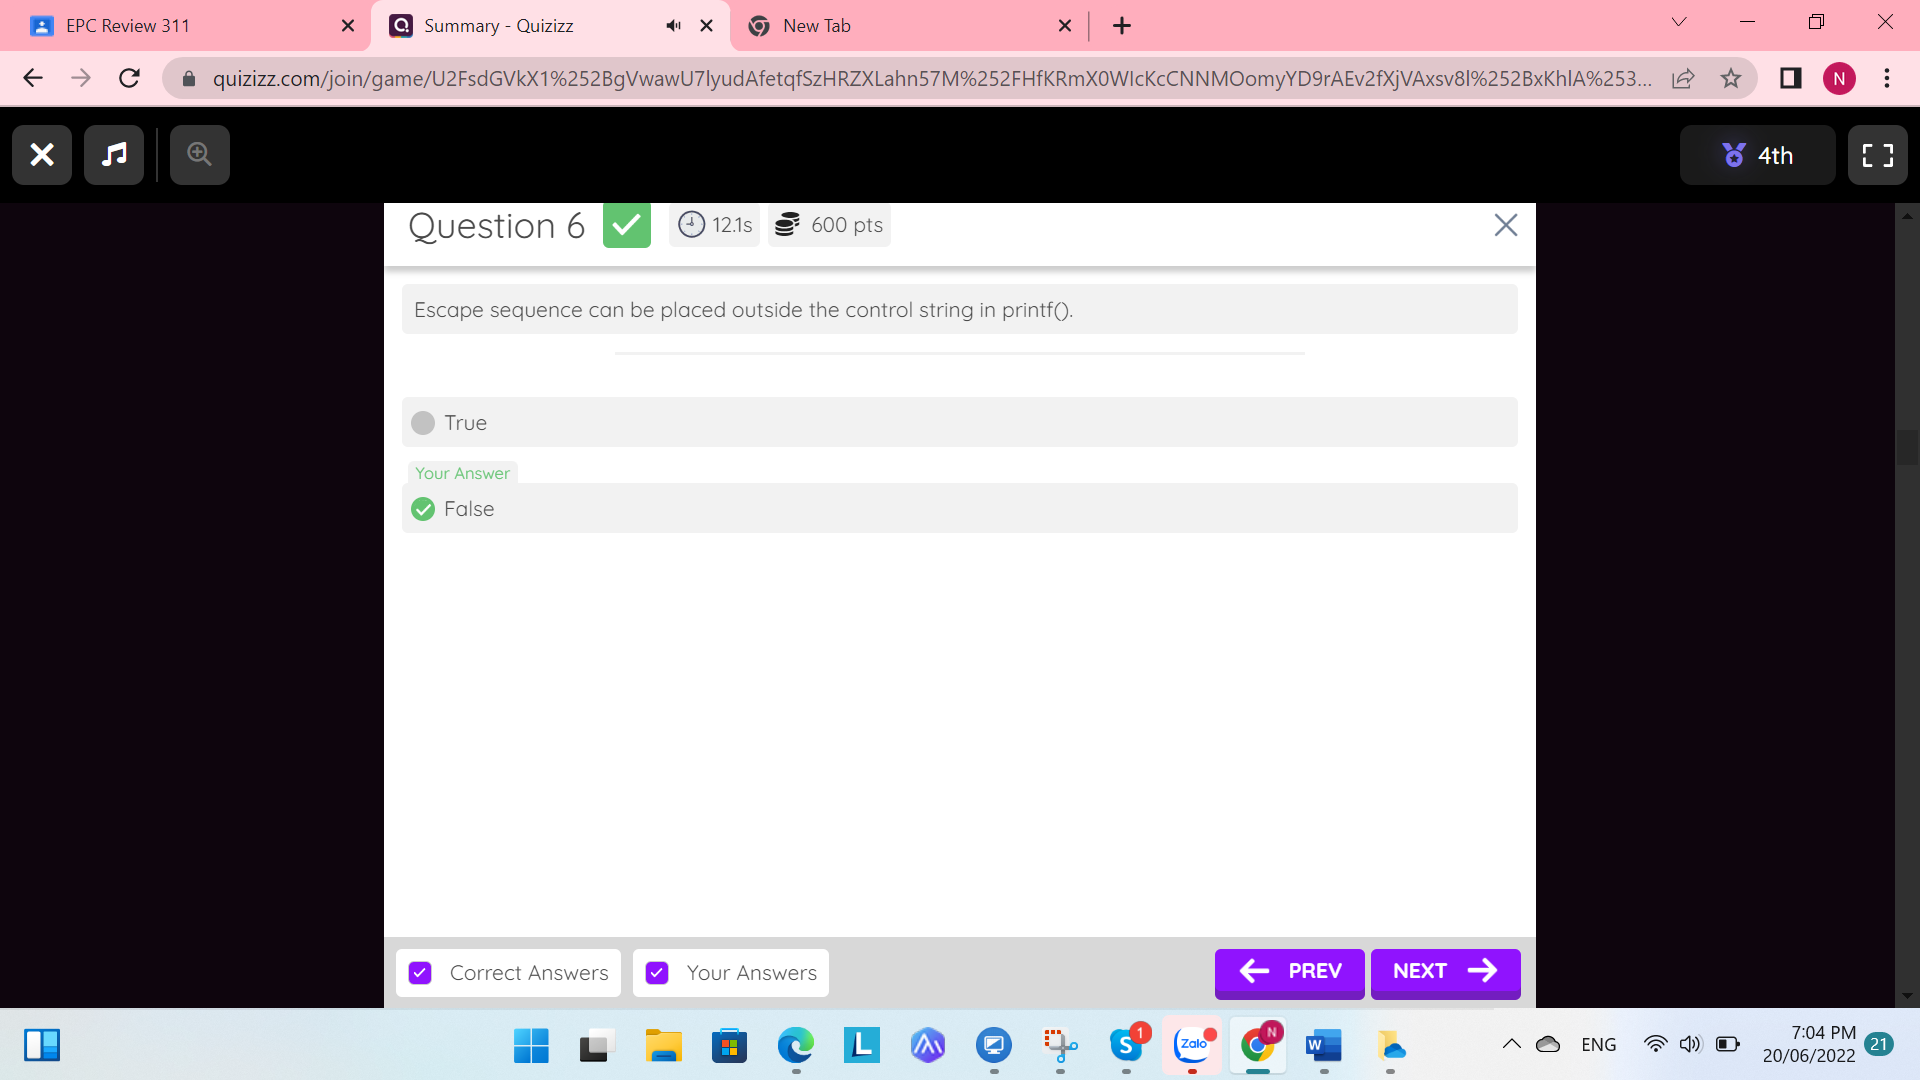 EPC Review 311
Summary - Quizizz
New Tab
quizizz.com/join/game/U2FsdGVkX1%252BgVwawU7lyudAfetqfSzHRZXLahn57M%252FHfKRmX0WIcKcCNNMOomyYD9rAEv2fXjVAxsv8l%252BxKhlA%253...
N
4th
Question 6
12.1s
600 pts
Escape sequence can be placed outside the control string in printf().
True
Your Answer
False
Correct Answers
Your Answers
PREV
NEXT
L
S
1
Zalo
N
W
ENG
7:04 PM
20/06/2022
21